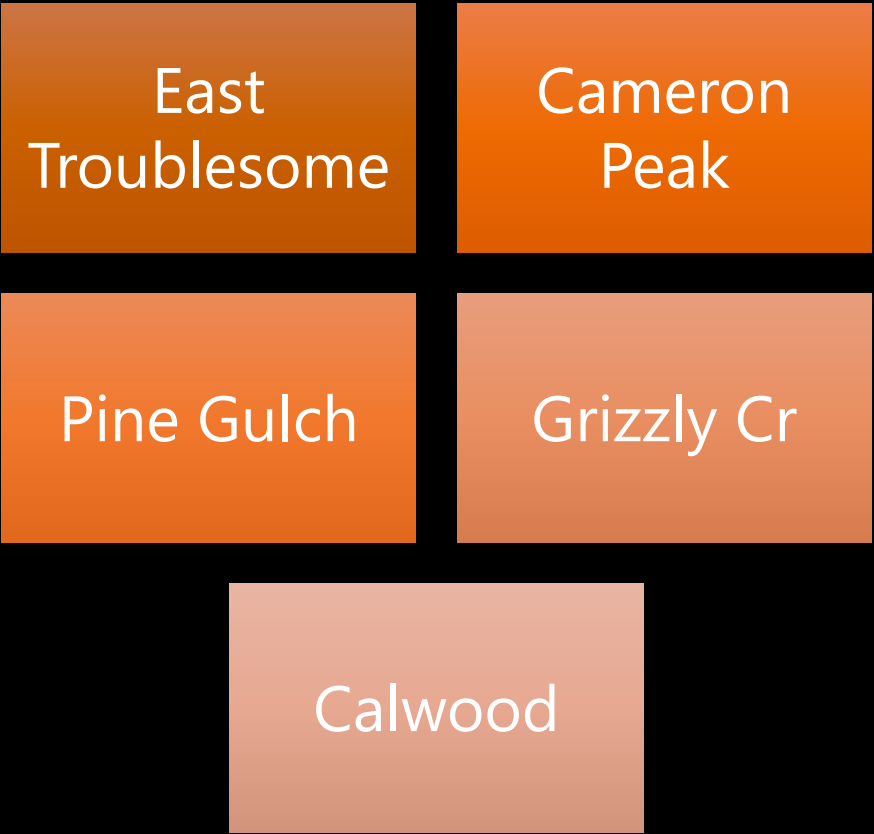 East
Troublesome
Cameron
Peak
Pine Gulch
Grizzly Cr
Calwood